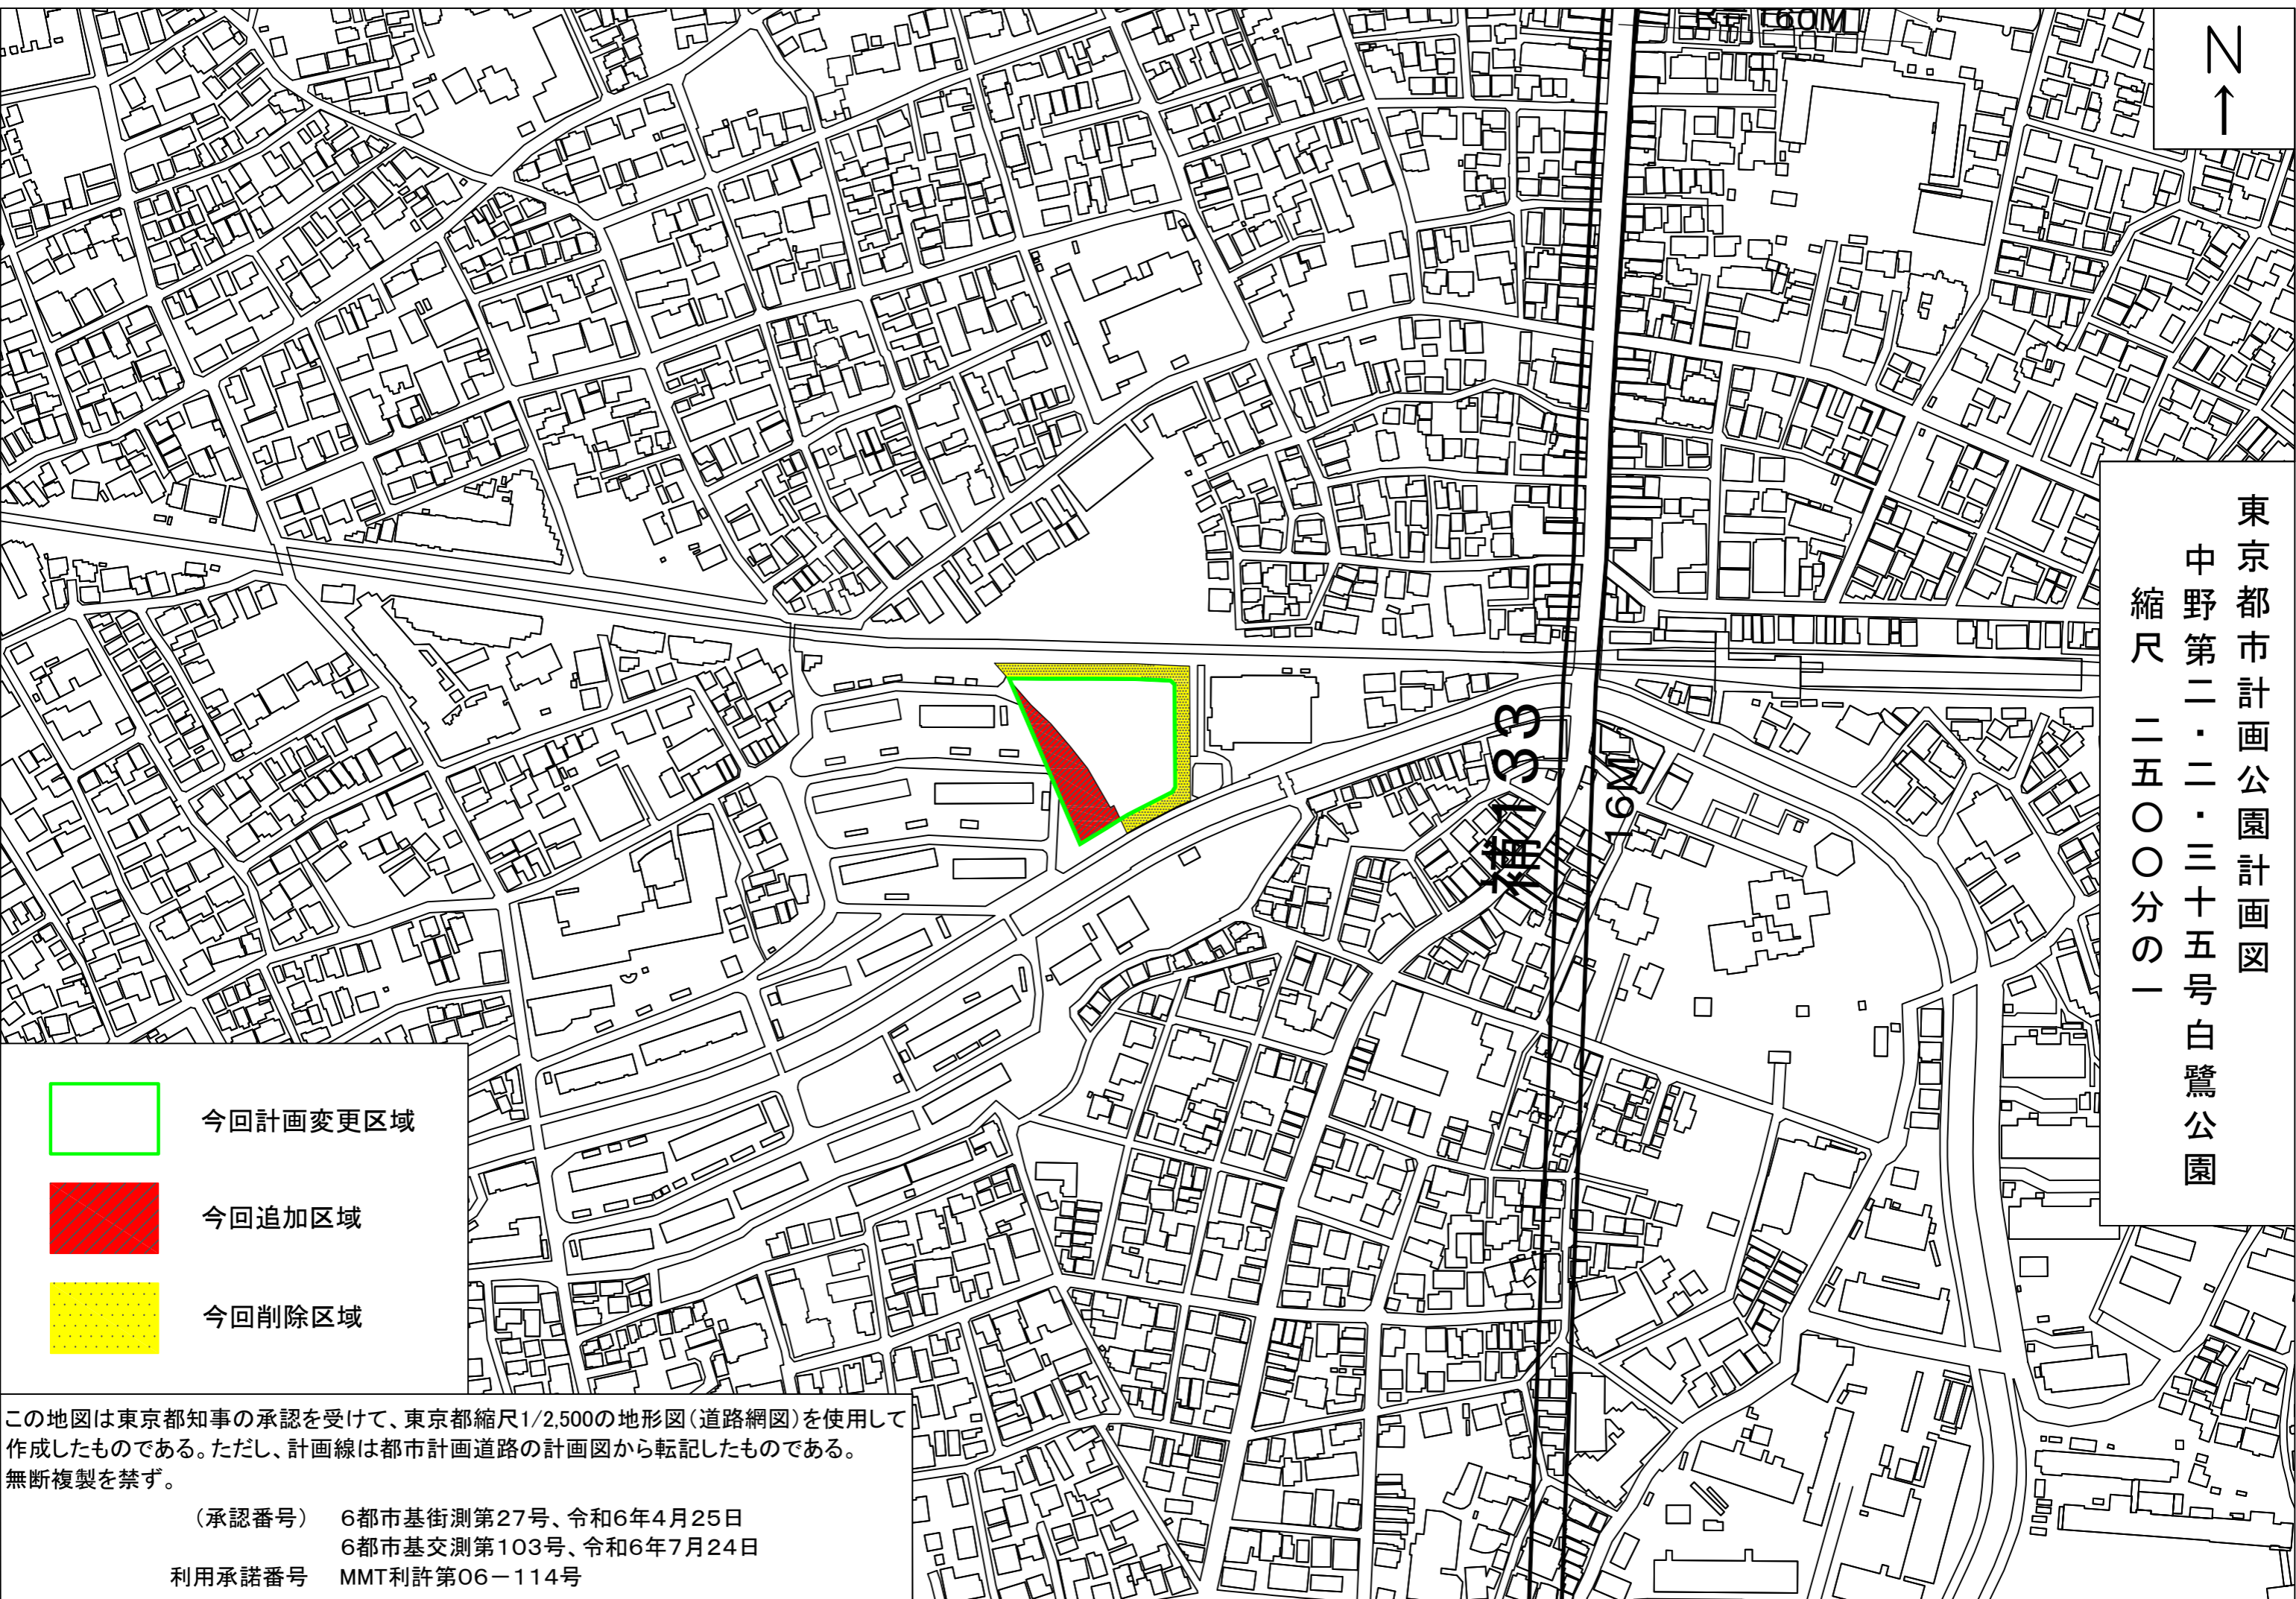 R=160M
N
↑
東京都市計画公園計画図
中野第二・二・三十五号白鷺公園
縮尺 二五〇〇分の一
補133
16M
今回計画変更区域
今回追加区域
今回削除区域
この地図は東京都知事の承認を受けて、東京都縮尺1/2,500の地形図(道路網図)を使用して
作成したものである。ただし、計画線は都市計画道路の計画図から転記したものである。
無断複製を禁ず。
(承認番号) 6都市基街測第27号、令和6年4月25日
6都市基交測第103号、令和6年7月24日
利用承諾番号 MMT利許第06-114号